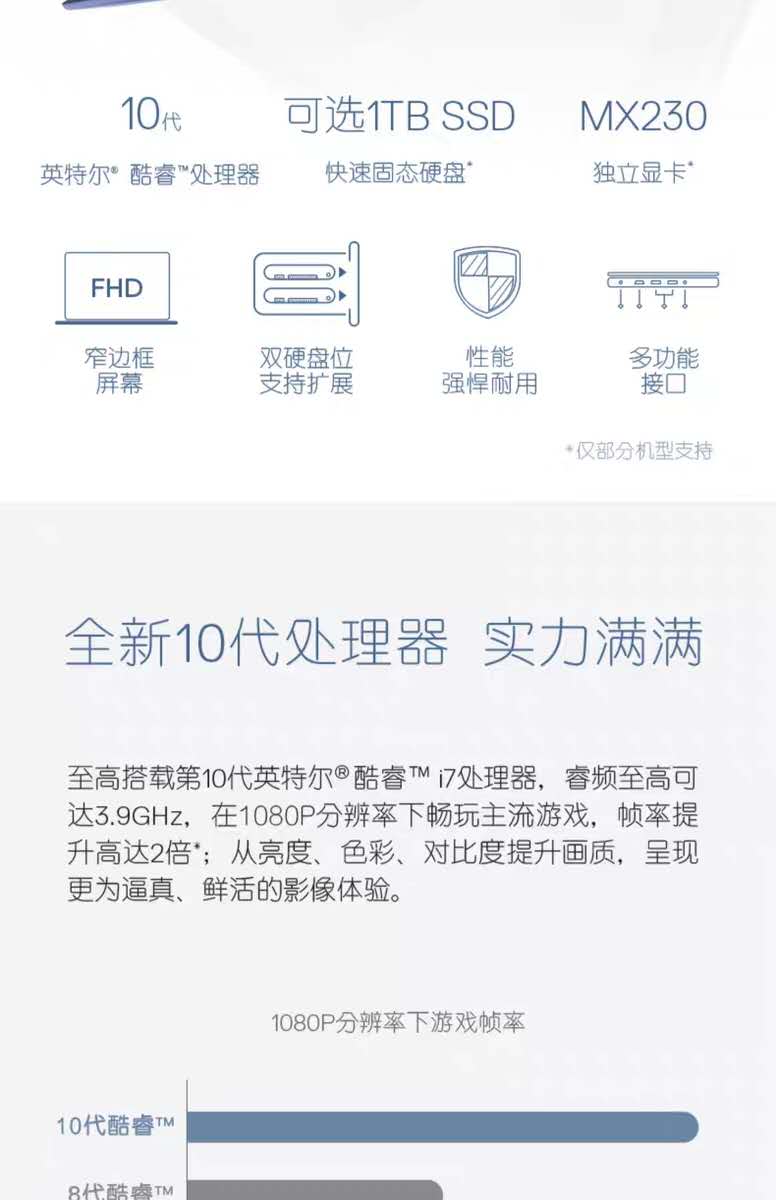 10代 可选1TB SSD MX230
英特尔® 酷睿™处理器 快速固态硬盘* 独立显卡*
FHD
窄边框 双硬盘位 性能 多功能
屏幕 支持扩展 强悍耐用 接口
*仅部分机型支持
全新10代处理器 实力满满
至高搭载第10代英特尔®酷睿™ i7处理器，睿频至高可
达3.9GHz，在1080P分辨率下畅玩主流游戏，帧率提
升高达2倍*；从亮度、色彩、对比度提升画质，呈现
更为逼真、鲜活的影像体验。
1080P分辨率下游戏帧率
10代酷睿™
8代酷睿™